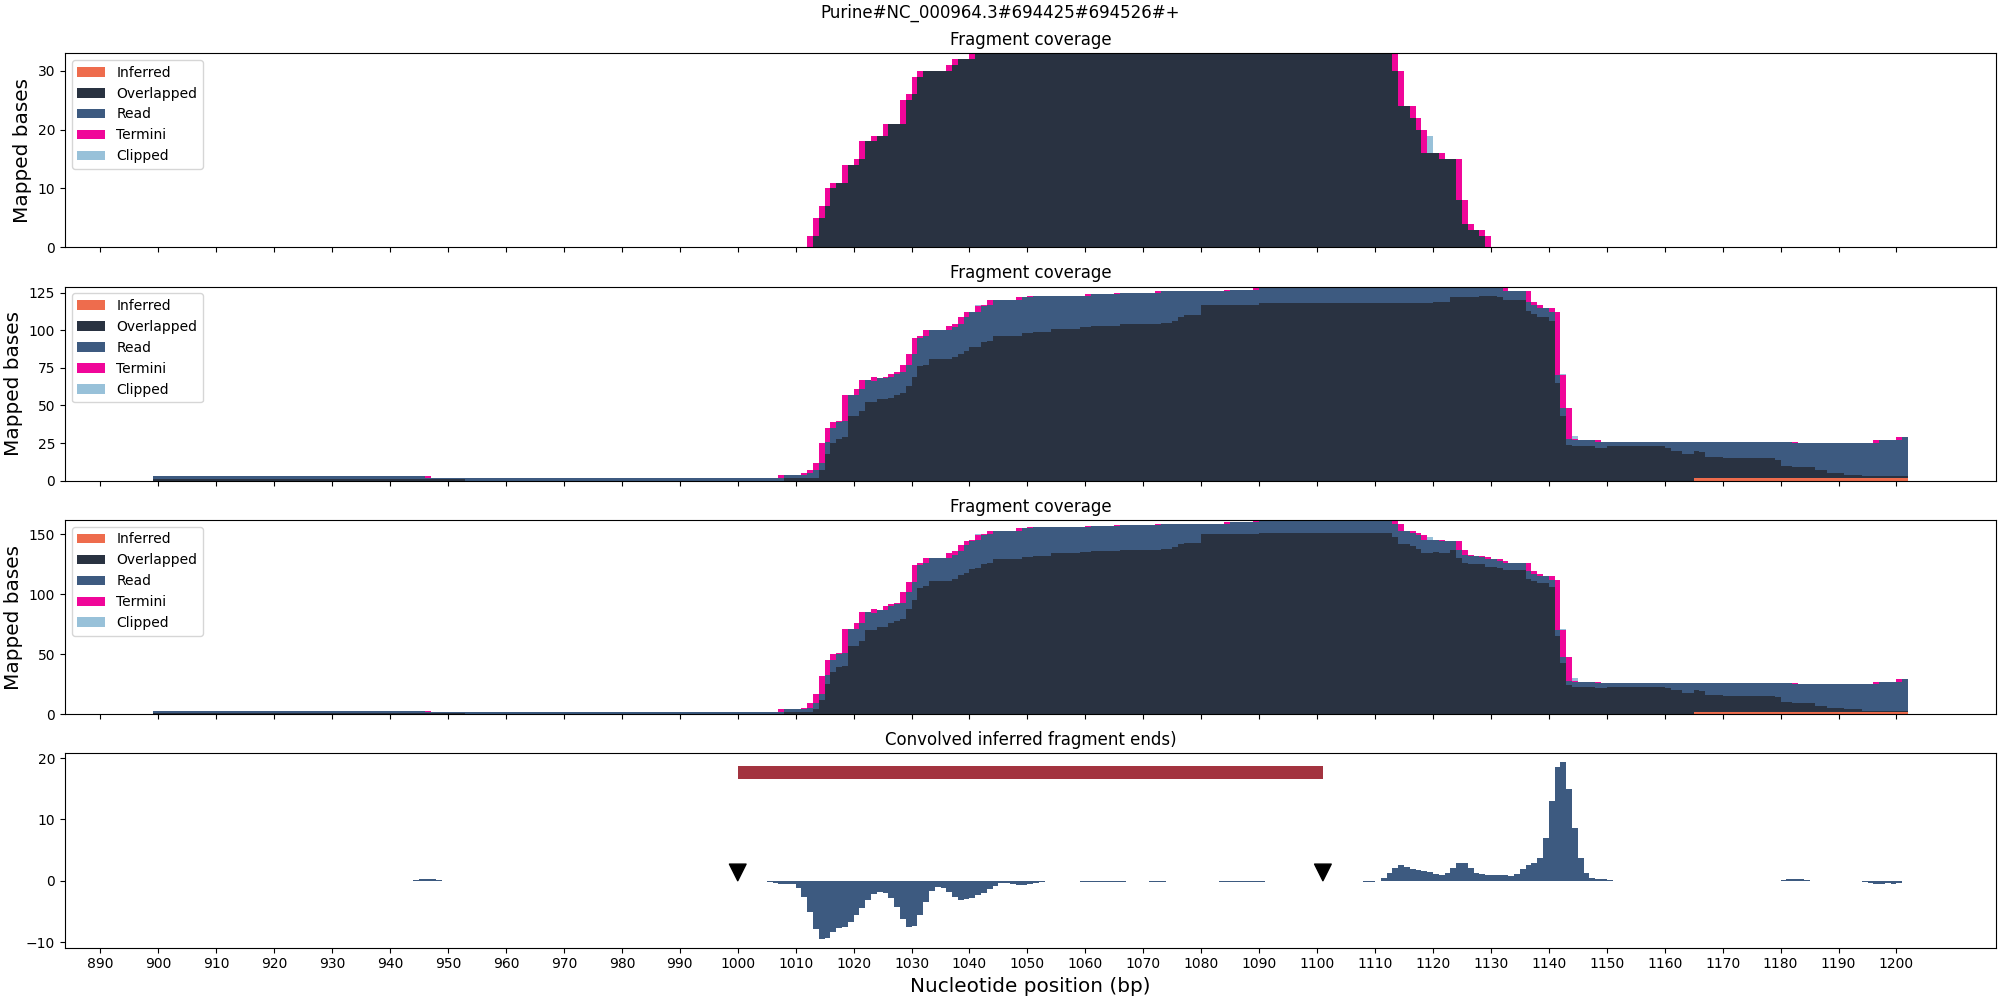 Purine#NC_000964.3#694425#694526#+
Fragment coverage
Mapped bases
30
20
10
0
Inferred
Overlapped
Read
Termini
Clipped
Fragment coverage
Mapped bases
125
100
75
50
25
0
Inferred
Overlapped
Read
Termini
Clipped
Fragment coverage
Mapped bases
150
100
50
0
Inferred
Overlapped
Read
Termini
Clipped
Convolved inferred fragment ends)
20
10
0
−10
890 900 910 920 930 940 950 960 970 980 990 1000 1010 1020 1030 1040 1050 1060 1070 1080 1090 1100 1110 1120 1130 1140 1150 1160 1170 1180 1190 1200
Nucleotide position (bp)